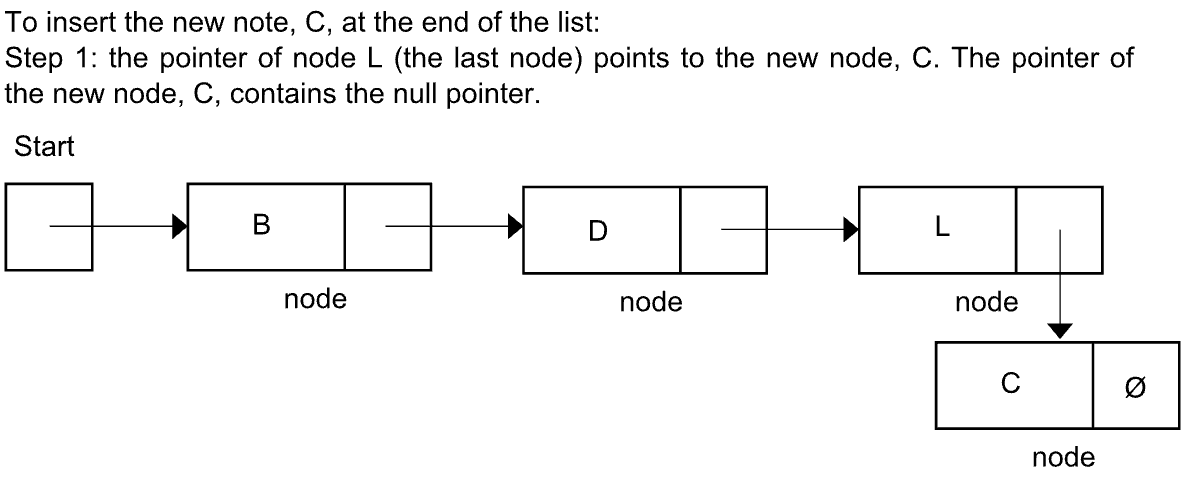 To insert the new note, C, at the end of the list:
Step 1: the pointer of node L (the last node) points to the new node, C. The pointer of
the new node, C, contains the null pointer.
Start
B
D
L
node
node
node
C
Ø
node